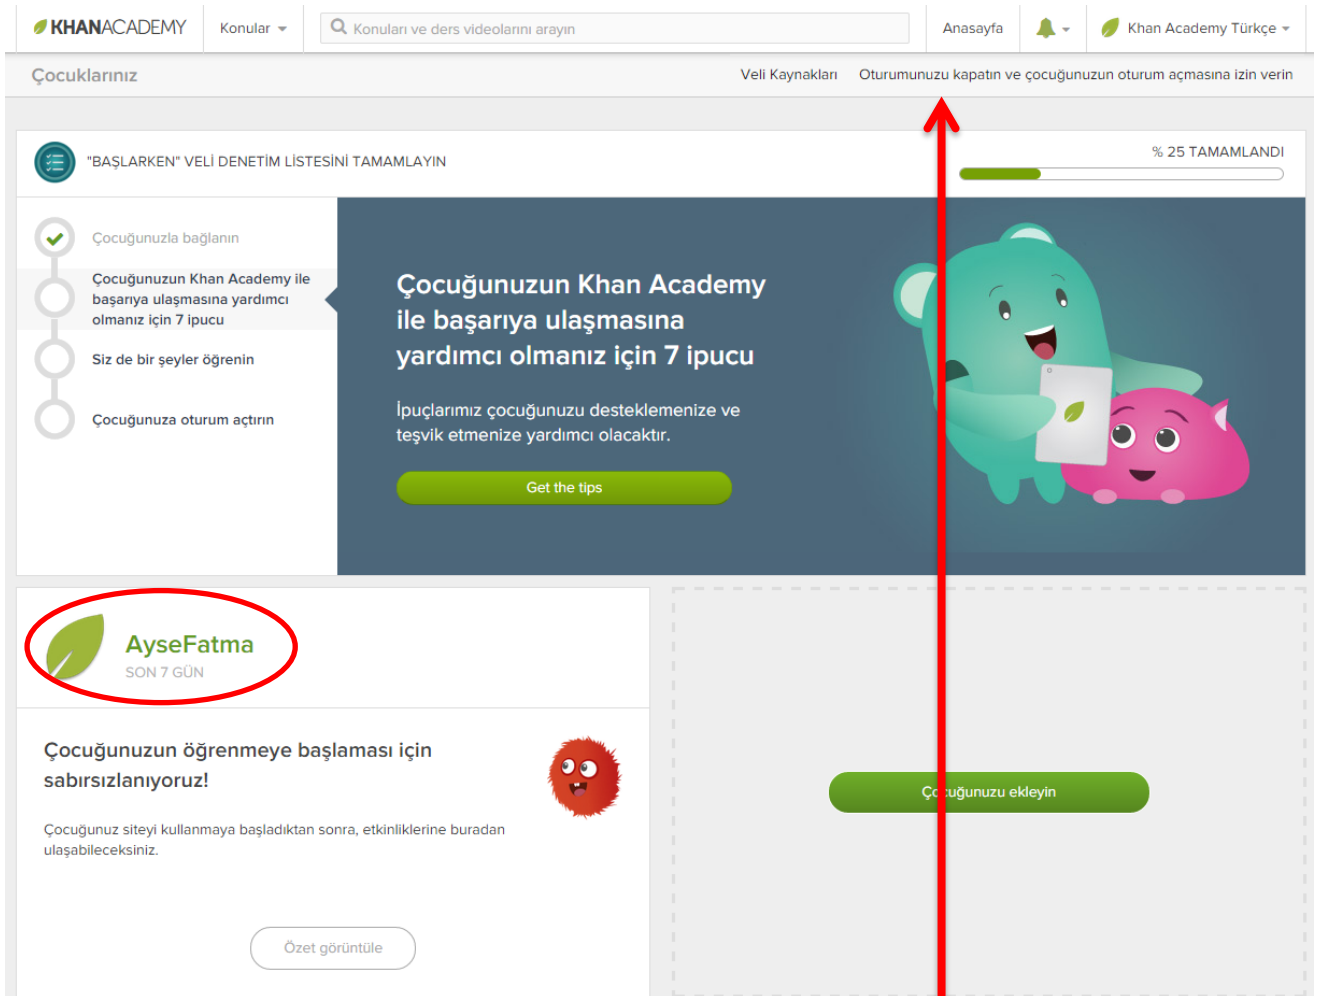 KHANACADEMY Konular Konuları ve ders videolarını arayın Anasayfa Khan Academy Türkçe
Çocuklarınız Veli Kaynakları Oturumunuzu kapatın ve çocuğunuzun oturum açmasına izin verin
"BAŞLARKEN" VELİ DENETİM LİSTESİNİ TAMAMLAYIN
% 25 TAMAMLANDI
Çocuğunuzla bağlanın
Çocuğunuzun Khan Academy ile
başarıya ulaşmasına yardımcı
olmanız için 7 ipucu
Siz de bir şeyler öğrenin
Çocuğunuza oturum açtırın
Çocuğunuzun Khan Academy
ile başarıya ulaşmasına
yardımcı olmanız için 7 ipucu
İpuçlarımız çocuğunuzu desteklemenize ve
teşvik etmenize yardımcı olacaktır.
Get the tips
AyseFatma
SON 7 GÜN
Çocuğunuzun öğrenmeye başlaması için
sabırsızlanıyoruz!
Çocuğunuz siteyi kullanmaya başladıktan sonra, etkinliklerine buradan
ulaşabileceksiniz.
Özet görüntüle
Çocuğunuzu ekleyin